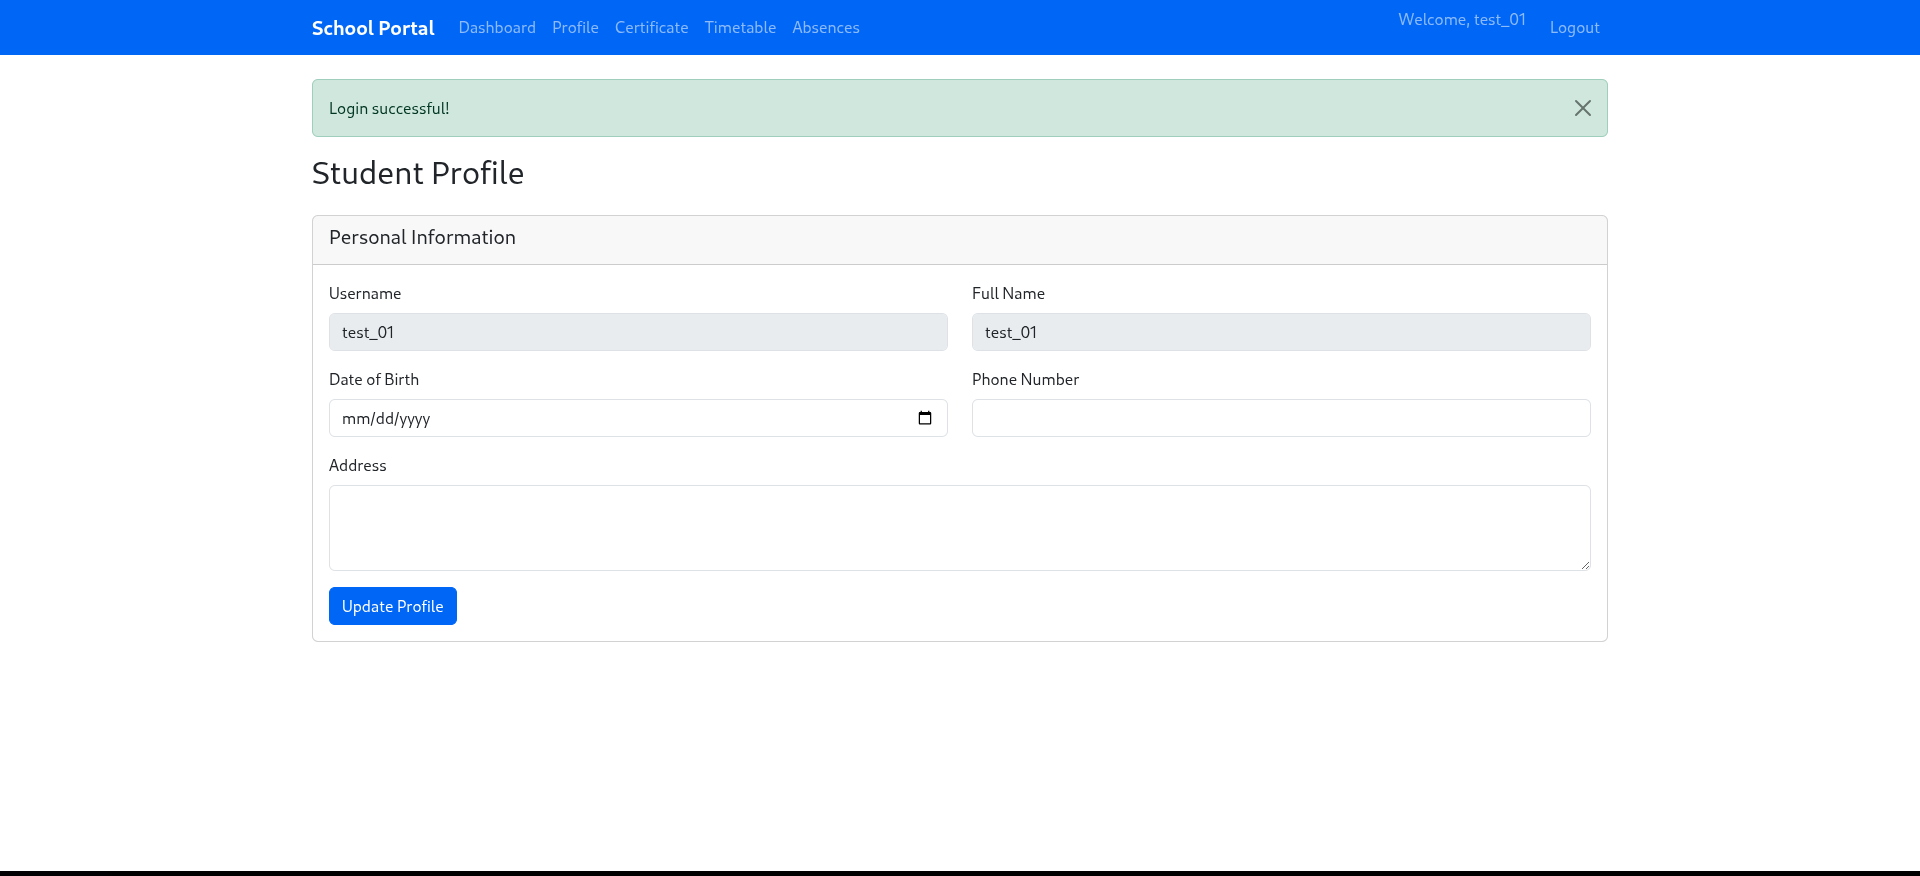 School Portal Dashboard Profile Certificate Timetable Absences Welcome, test_01 Logout
Login successful!
Student Profile
Personal Information
Username Full Name
test_01 test_01
Date of Birth Phone Number
mm/dd/yyyy
Address
Update Profile